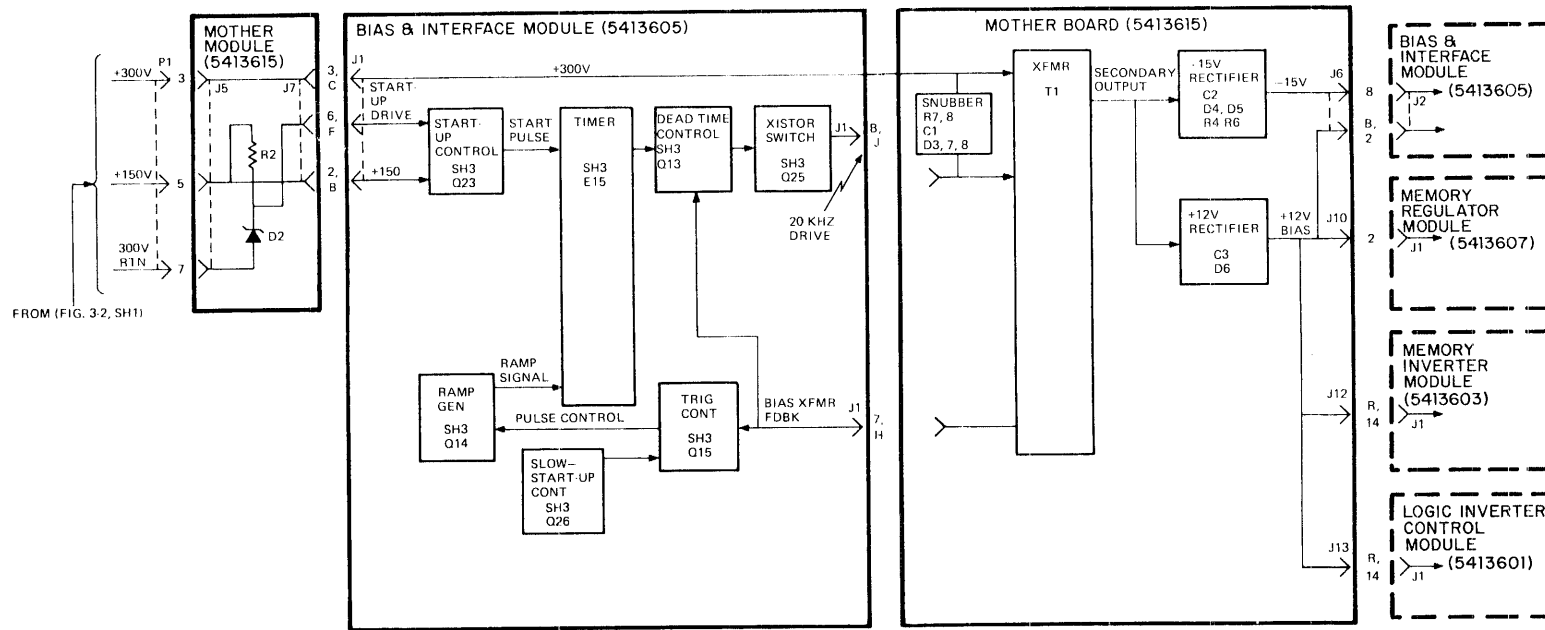 MOTHER
MODULE
(5413615)
P1
+300V
3
J5
J7
3,
C
6,
F
R2
+150V
5
2,
B
D2
300V
RTN
7
FROM (FIG. 3-2, SH1)
BIAS & INTERFACE MODULE (5413605)
J1
+300V
START-
UP
DRIVE
+150
START-
UP
CONTROL
SH3
Q23
START
PULSE
TIMER
SH3
E15
DEAD TIME
CONTROL
SH3
Q13
XISTOR
SWITCH
SH3
Q25
J1
B,
J
20 KHZ
DRIVE
RAMP
SIGNAL
RAMP
GEN
SH3
Q14
PULSE CONTROL
TRIG
CONT
SH3
Q15
BIAS XFMR
FDBK
J1
7,
H
SLOW-
START-UP
CONT
SH3
Q26
MOTHER BOARD (5413615)
SNUBBER
R7, 8
C1
D3, 7, 8
XFMR
T1
SECONDARY
OUTPUT
-15V
RECTIFIER
C2
D4, D5
R4 R6
-15V
J6
8
B,
2
+12V
RECTIFIER
C3
D6
+12V
BIAS
J10
2
J12
R,
14
J13
R,
14
BIAS &
INTERFACE
MODULE
(5413605)
J2
MEMORY
REGULATOR
MODULE
(5413607)
J1
MEMORY
INVERTER
MODULE
(5413603)
J1
LOGIC INVERTER
CONTROL
MODULE
(5413601)
J1